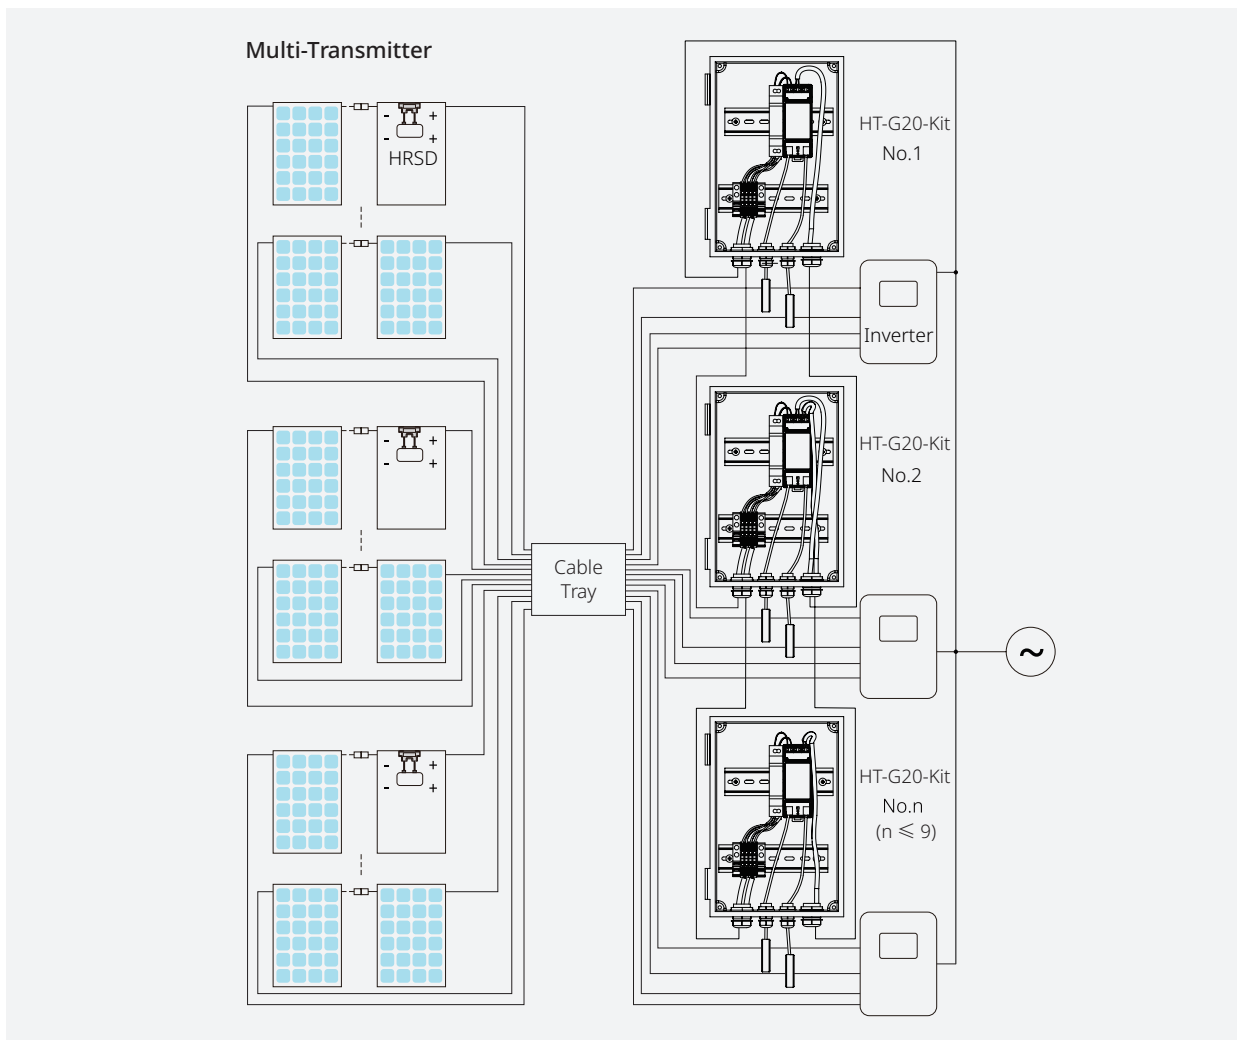 Multi-Transmitter
- +
- +
HRSD
HT-G20-Kit
No.1
Inverter
- +
- +
HT-G20-Kit
No.2
Cable
Tray
~
- +
- +
HT-G20-Kit
No.n
(n ⩽ 9)